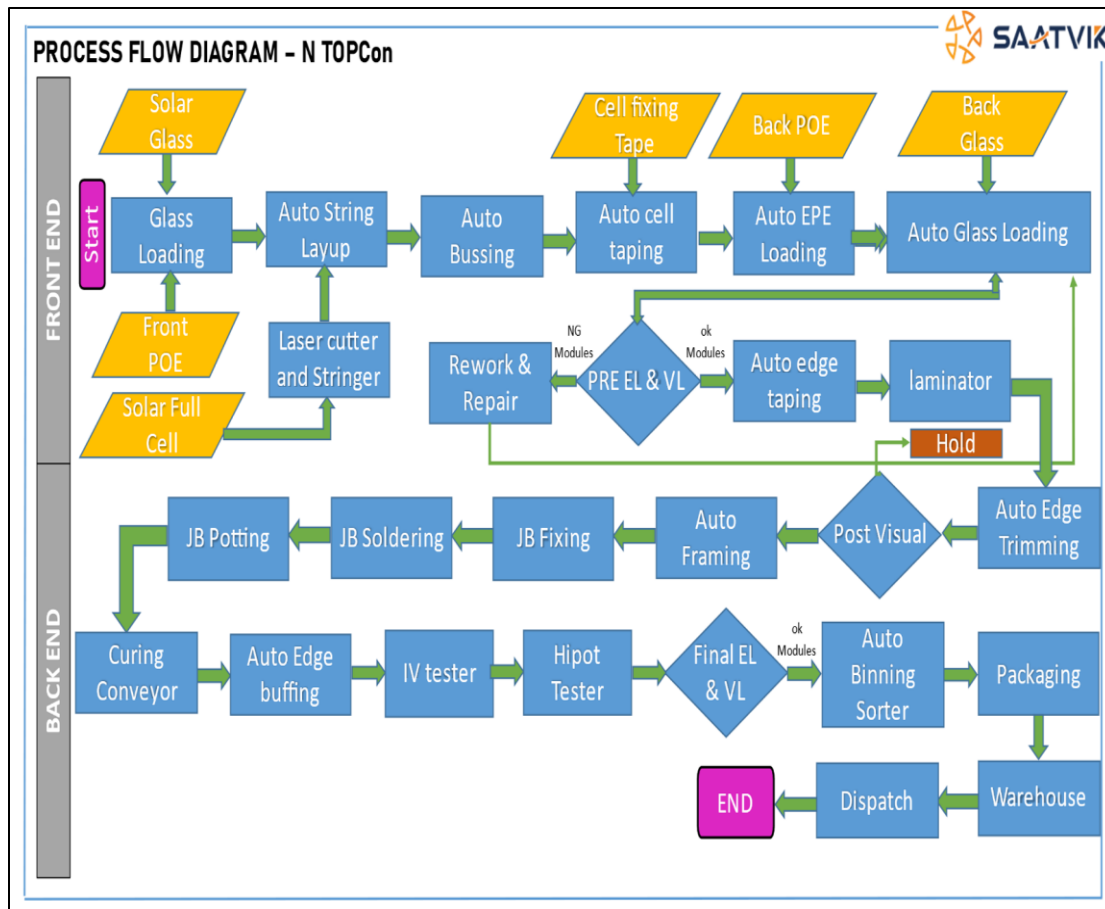 SAATVIK
PROCESS FLOW DIAGRAM – N TOPCon
FRONT END
Solar
Glass
Cell fixing
Tape
Back POE
Back
Glass
Start
Glass
Loading
Auto String
Layup
Auto
Bussing
Auto cell
taping
Auto EPE
Loading
Auto Glass Loading
Front
POE
Laser cutter
and Stringer
Solar Full
Cell
NG
Modules
ok
Modules
Rework &
Repair
PRE EL & VL
Auto edge
taping
laminator
Hold
BACK END
JB Potting
JB Soldering
JB Fixing
Auto
Framing
Post Visual
Auto Edge
Trimming
Curing
Conveyor
Auto Edge
buffing
IV tester
Hipot
Tester
Final EL
& VL
ok
Modules
Auto
Binning
Sorter
Packaging
END
Dispatch
Warehouse